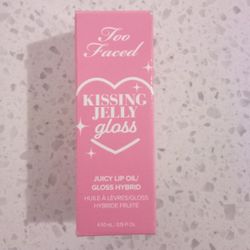 Too
Faced
KISSING
JELLY
gloss
JUICY LIP OIL/
GLOSS HYBRID
HUILE À LÈVRES/GLOSS
HYBRIDE FRUITÉ